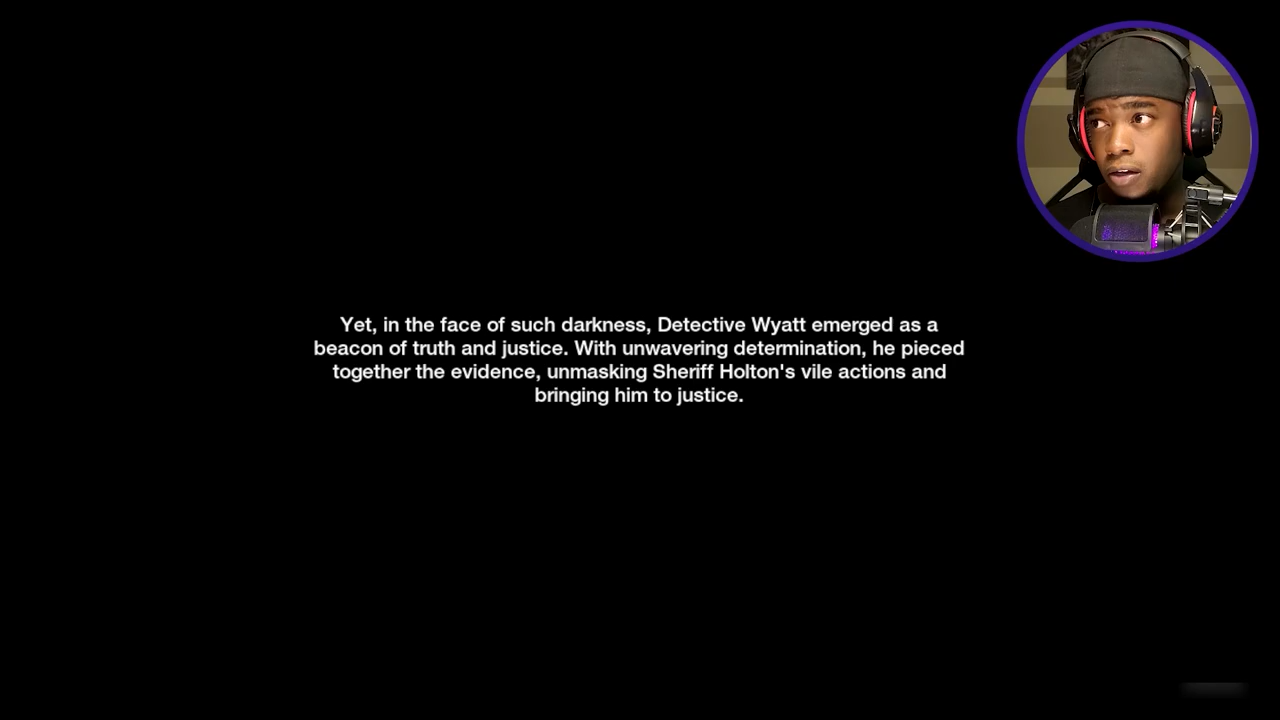 Yet, in the face of such darkness, Detective Wyatt emerged as a
beacon of truth and justice. With unwavering determination, he pieced
together the evidence, unmasking Sheriff Holton's vile actions and
bringing him to justice.